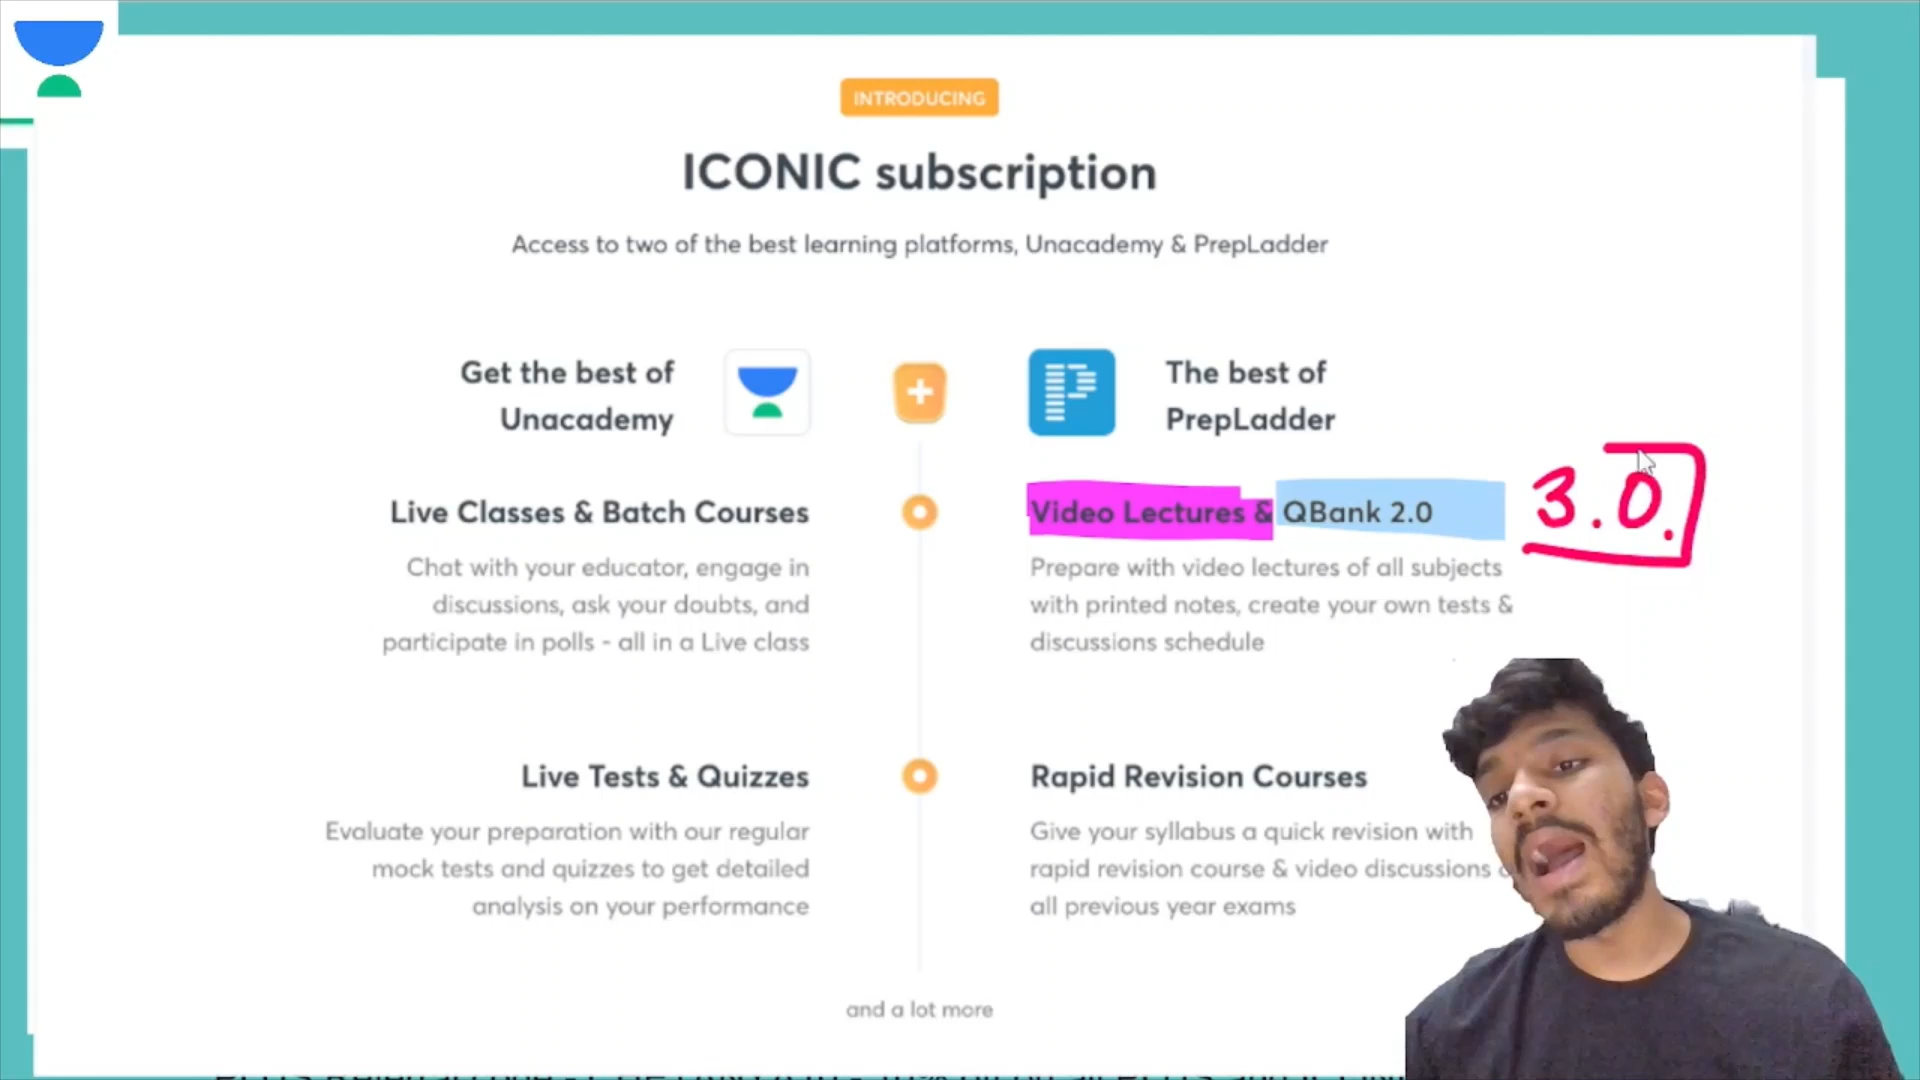 INTRODUCING
ICONIC subscription
Access to two of the best learning platforms, Unacademy & PrepLadder
Get the best of
Unacademy
The best of
PrepLadder
Live Classes & Batch Courses
Chat with your educator, engage in
discussions, ask your doubts, and
participate in polls - all in a Live class
Video Lectures & QBank 2.0
3.0.
Prepare with video lectures of all subjects
with printed notes, create your own tests &
discussions schedule
Live Tests & Quizzes
Evaluate your preparation with our regular
mock tests and quizzes to get detailed
analysis on your performance
Rapid Revision Courses
Give your syllabus a quick revision with
rapid revision course & video discussions
all previous year exams
and a lot more